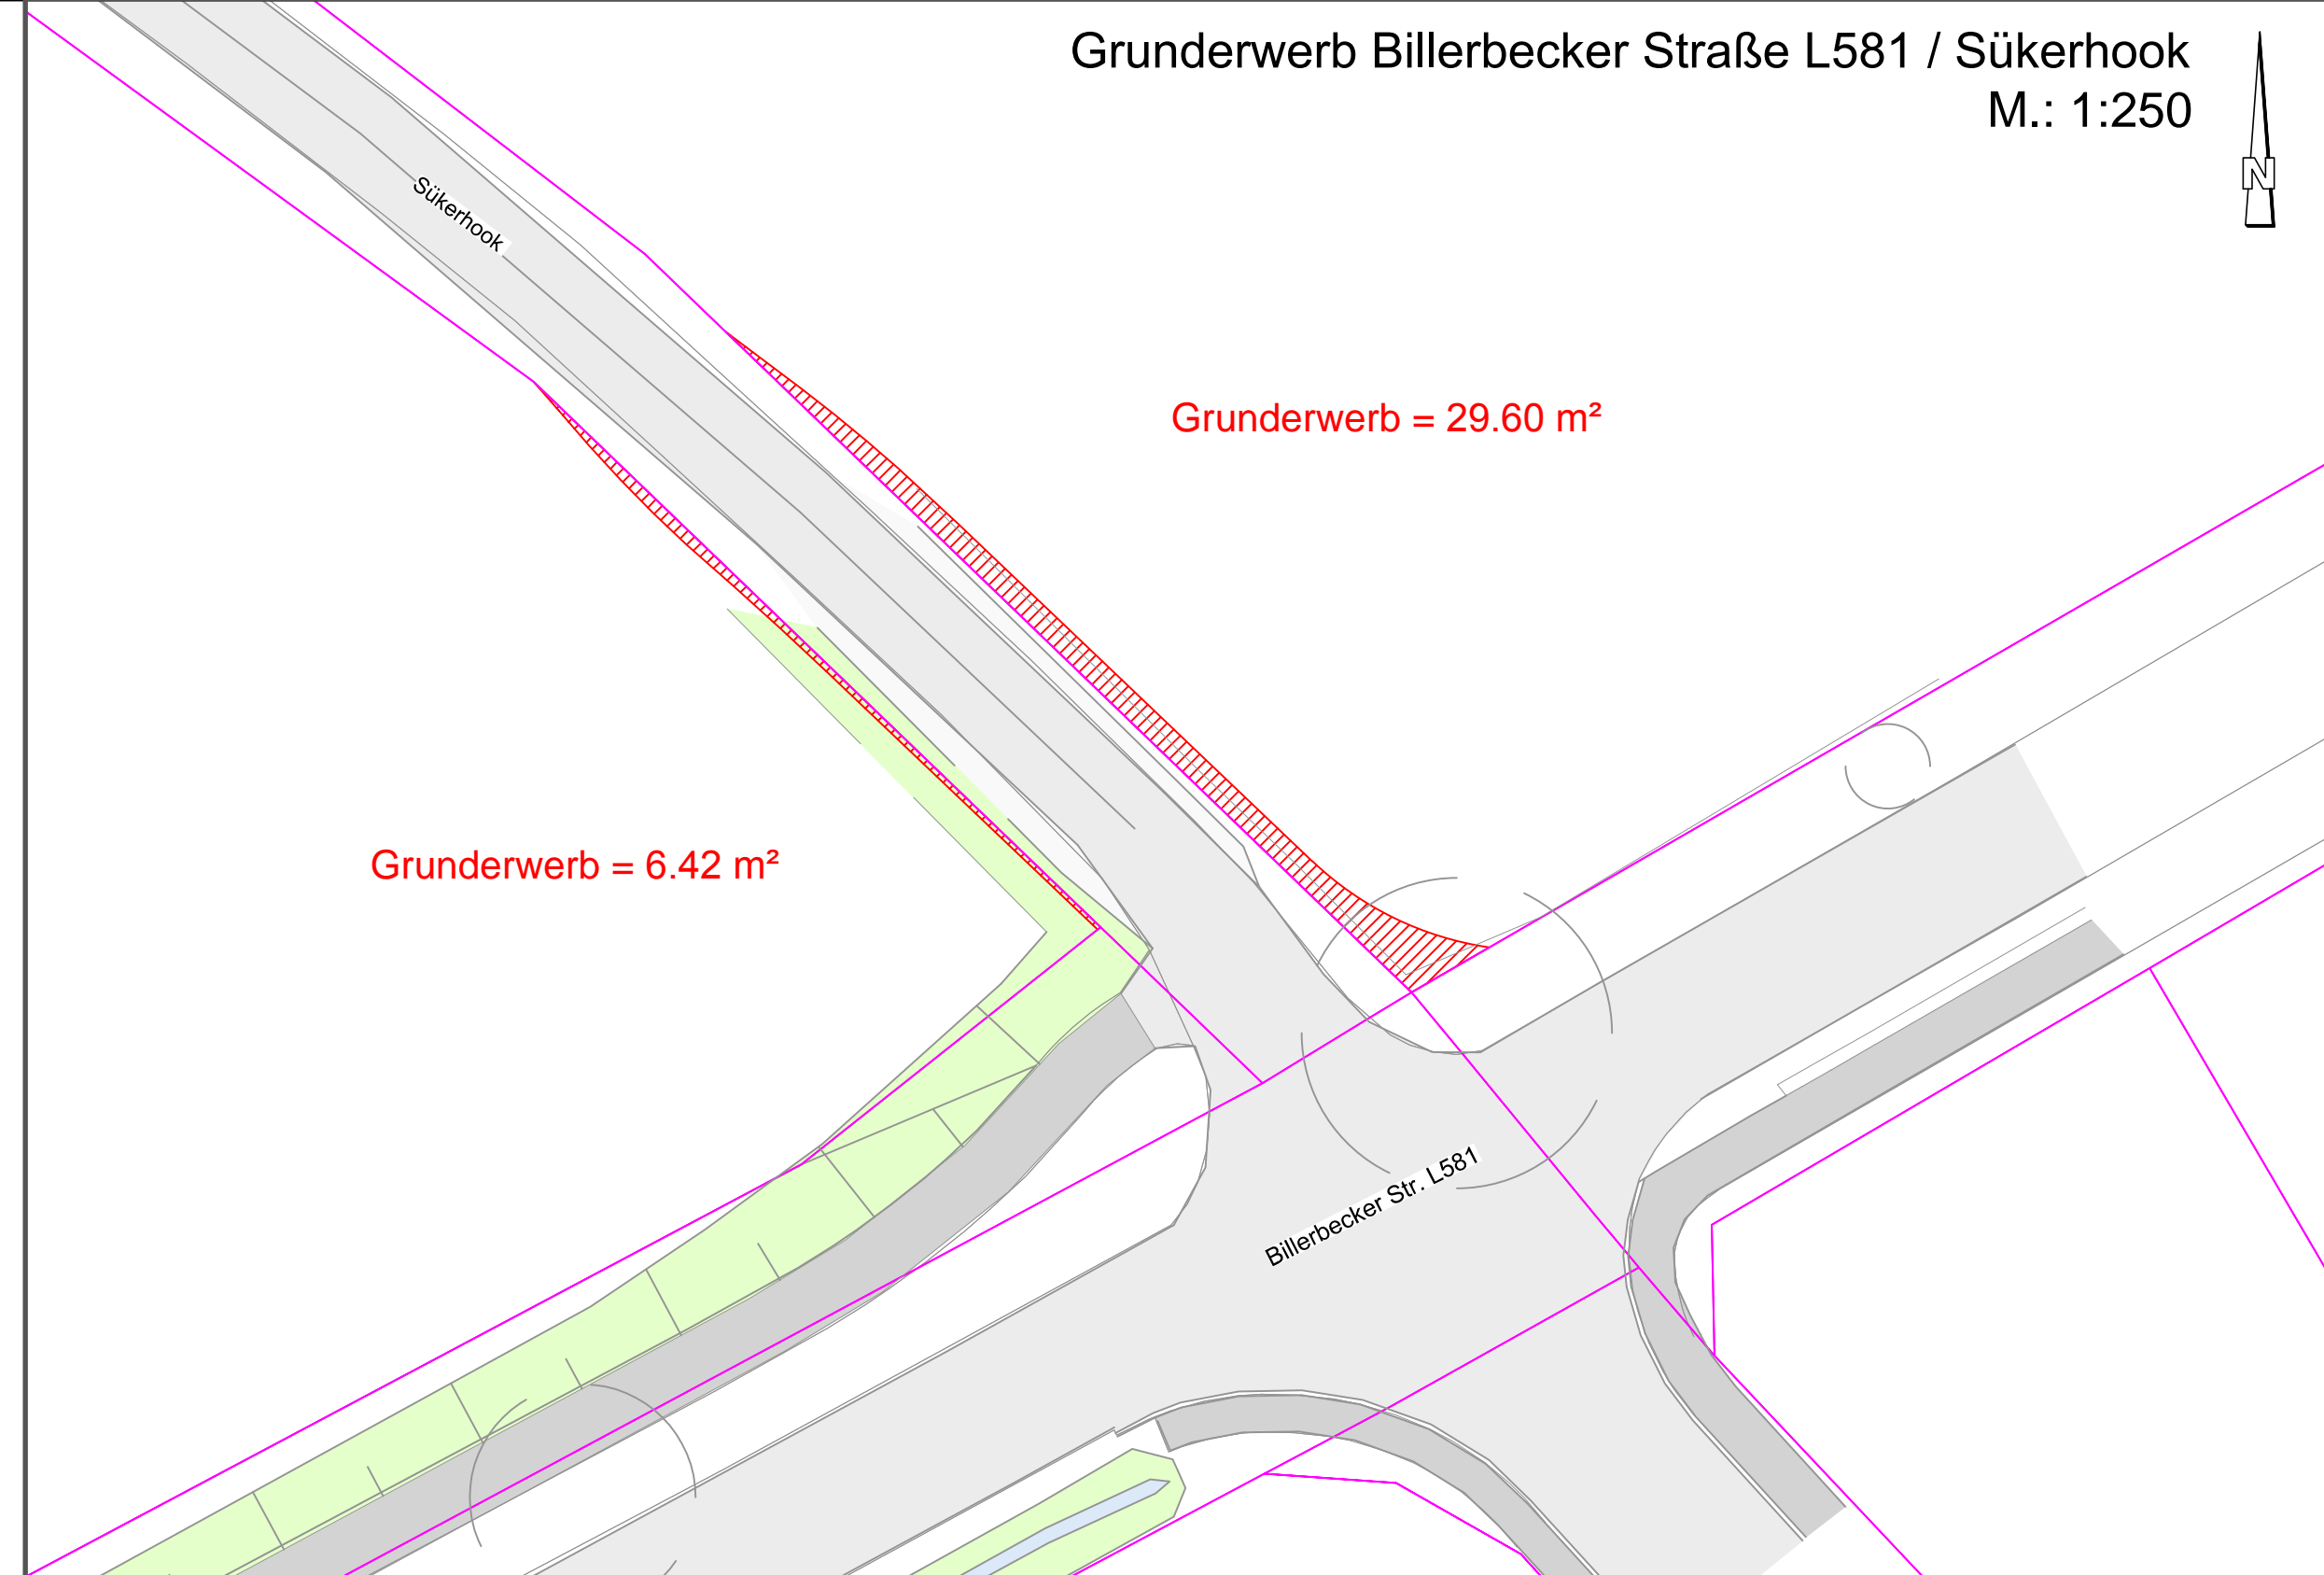 Grunderwerb Billerbecker Straße L581 / Sükerhook
M.: 1:250
N
Sükerhook
Grunderwerb = 29.60 m²
Grunderwerb = 6.42 m²
Billerbecker Str. L581